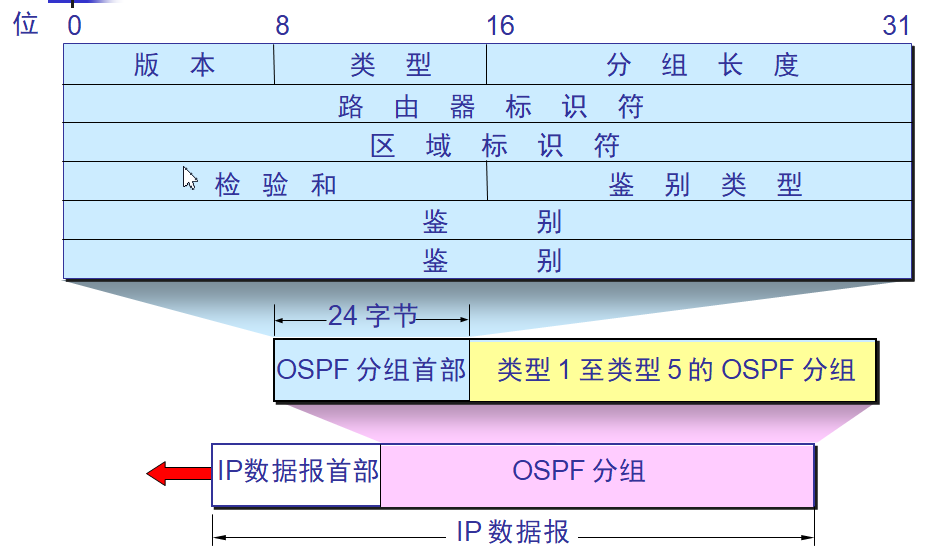 位 0 8 16 31
版 本 类 型 分 组 长 度
路 由 器 标 识 符
区 域 标 识 符
检 验 和 鉴 别 类 型
鉴 别
鉴 别
24 字节
OSPF 分组首部 类型 1 至类型 5 的 OSPF 分组
IP数据报首部 OSPF 分组
IP 数据报